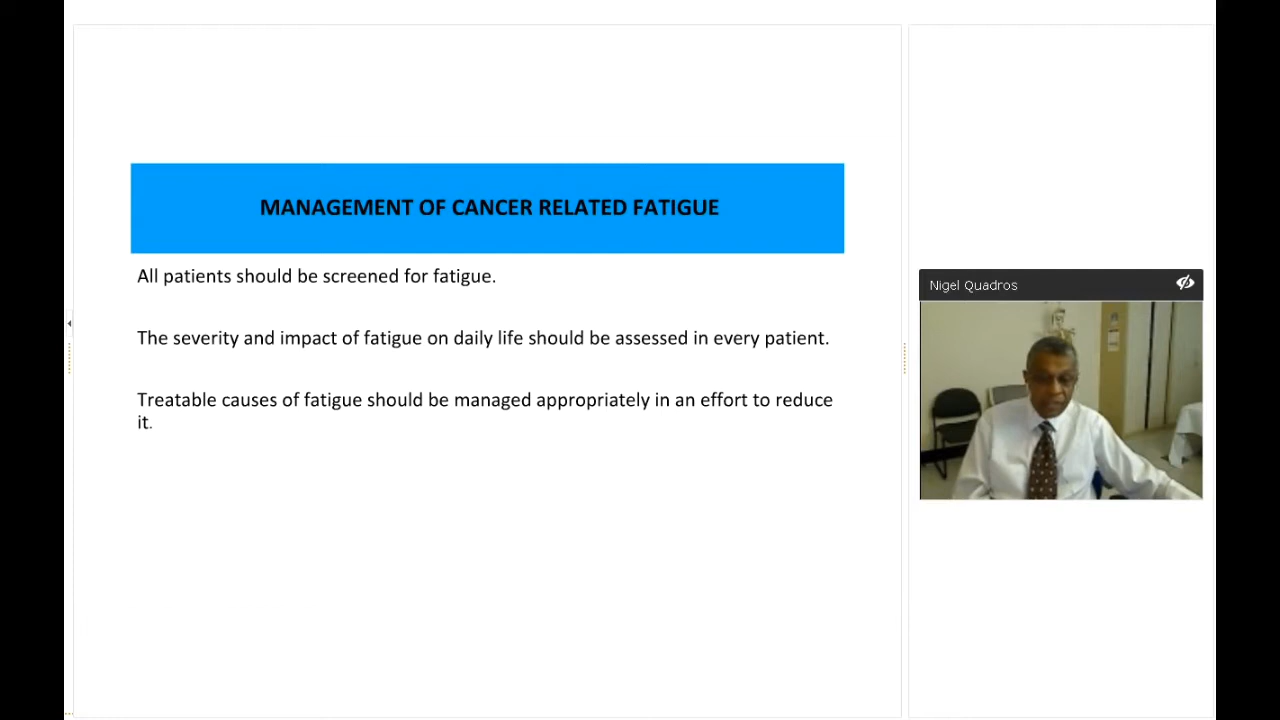 MANAGEMENT OF CANCER RELATED FATIGUE
All patients should be screened for fatigue.
The severity and impact of fatigue on daily life should be assessed in every patient.
Treatable causes of fatigue should be managed appropriately in an effort to reduce
it.
Nigel Quadros